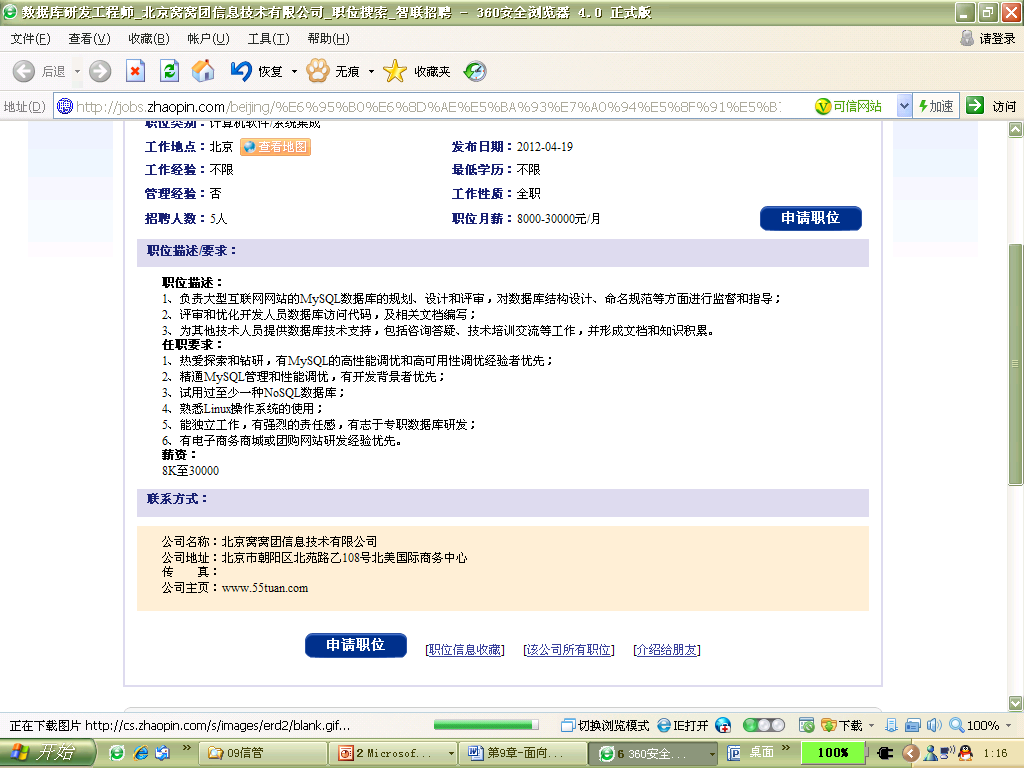 数据库研发工程师_北京窝窝团信息技术有限公司_职位搜索_智联招聘 - 360安全浏览器 4.0 正式版
文件(F) 查看(V) 收藏(B) 帐户(U) 工具(T) 帮助(H) 请登录
后退 恢复 无痕 收藏夹
地址(D) http://jobs.zhaopin.com/beijing/%E6%95%B0%E6%8D%AE%E5%BA%93%E7%A0%94%E5%8F%91%E5%B 可信网站 加速 访问
职位类别：计算机软件/系统集成
工作地点：北京 查看地图 发布日期：2012-04-19
工作经验：不限 最低学历：不限
管理经验：否 工作性质：全职
招聘人数：5人 职位月薪：8000-30000元/月 申请职位
职位描述/要求：
职位描述：
1、负责大型互联网网站的MySQL数据库的规划、设计和评审，对数据库结构设计、命名规范等方面进行监督和指导；
2、评审和优化开发人员数据库访问代码，及相关文档编写；
3、为其他技术人员提供数据库技术支持，包括咨询答疑、技术培训交流等工作，并形成文档和知识积累。
任职要求：
1、热爱探索和钻研，有MySQL的高性能调优和高可用性调优经验者优先；
2、精通MySQL管理和性能调优，有开发背景者优先；
3、试用过至少一种NoSQL数据库；
4、熟悉Linux操作系统的使用；
5、能独立工作，有强烈的责任感，有志于专职数据库研发；
6、有电子商务商城或团购网站研发经验优先。
薪资：
8K至30000
联系方式：
公司名称：北京窝窝团信息技术有限公司
公司地址：北京市朝阳区北苑路乙108号北美国际商务中心
传 真：
公司主页：www.55tuan.com
申请职位 [职位信息收藏] [该公司所有职位] [介绍给朋友]
正在下载图片 http://cs.zhaopin.com/s/images/erd2/blank.gif... 切换浏览模式 IE打开 下载 100%
开始 09信管 2 Microsof... 第9章-面向... 6 360安全... 桌面 100% 1:16